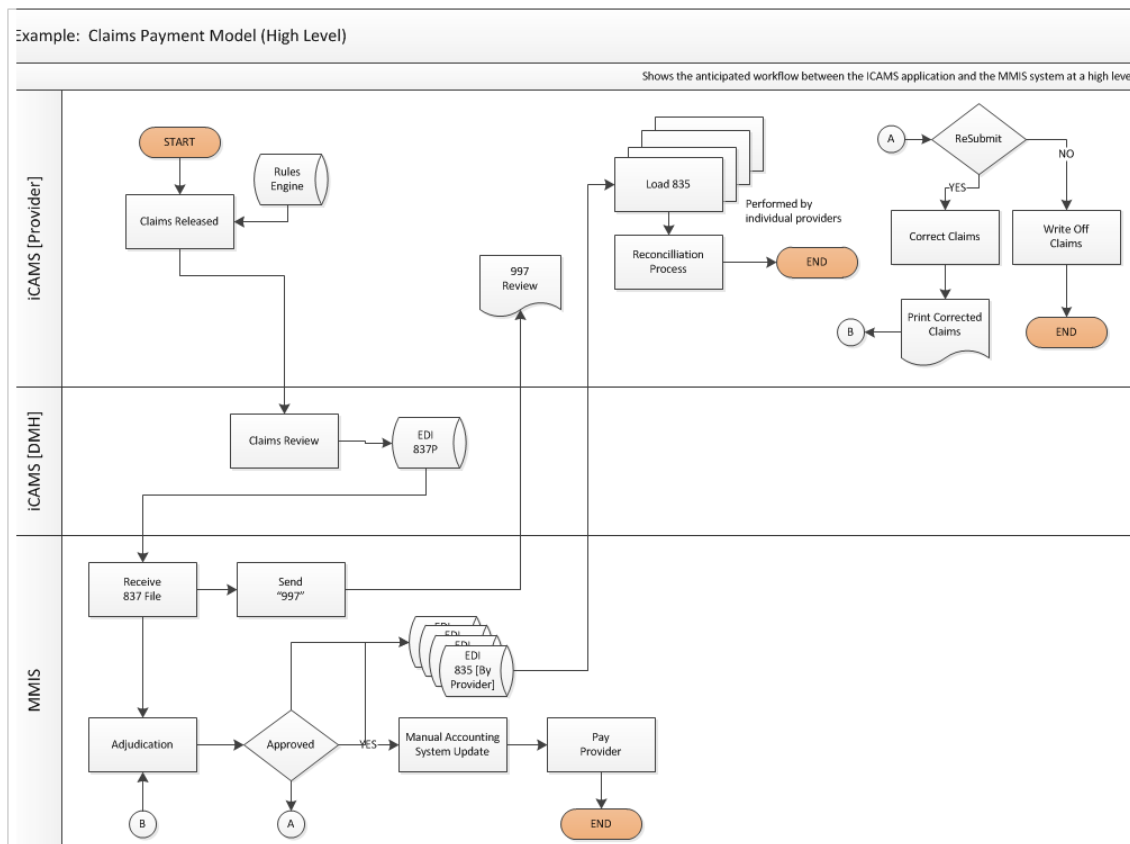 Example: Claims Payment Model (High Level)
Shows the anticipated workflow between the ICAMS application and the MMIS system at a high leve
iCAMS [Provider]
START
Rules
Engine
Claims Released
997
Review
Load 835
Performed by
individual providers
Reconcilliation
Process
END
A
ReSubmit
YES
NO
Correct Claims
Write Off
Claims
Print Corrected
Claims
B
END
iCAMS [DMH]
Claims Review
EDI
837P
MMIS
Receive
837 File
Send
"997"
EDI
EDI
EDI
EDI
835 [By
Provider]
Adjudication
Approved
YES
Manual Accounting
System Update
Pay
Provider
B
A
END